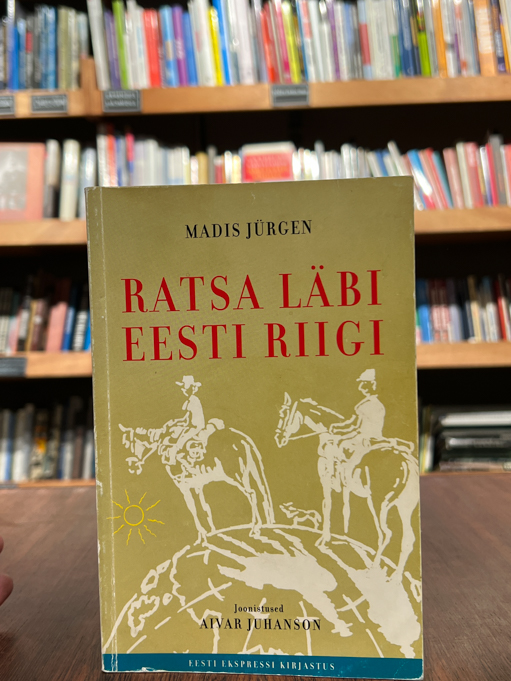 MADIS JÜRGEN
RATSA LÄBI
EESTI RIIGI
Joonistused
AIVAR JUHANSON
EESTI EKSPRESSI KIRJASTUS